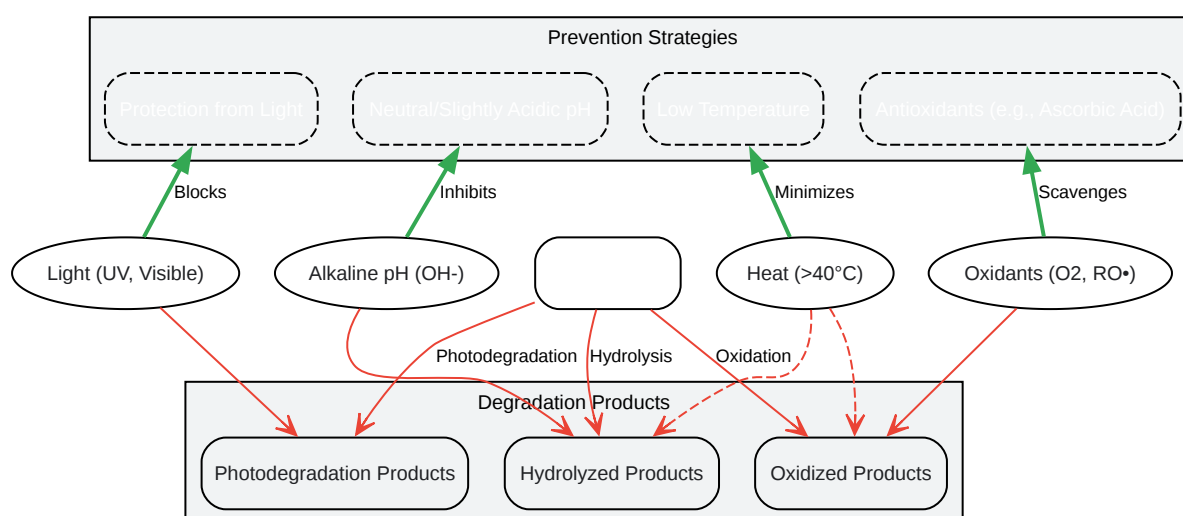 Prevention Strategies
Protection from Light
Neutral/Slightly Acidic pH
Low Temperature
Antioxidants (e.g., Ascorbic Acid)
Blocks
Inhibits
Minimizes
Scavenges
Light (UV, Visible)
Alkaline pH (OH-)
Heat (>40°C)
Oxidants (O2, RO•)
Photodegradation
Hydrolysis
Oxidation
Degradation Products
Photodegradation Products
Hydrolyzed Products
Oxidized Products